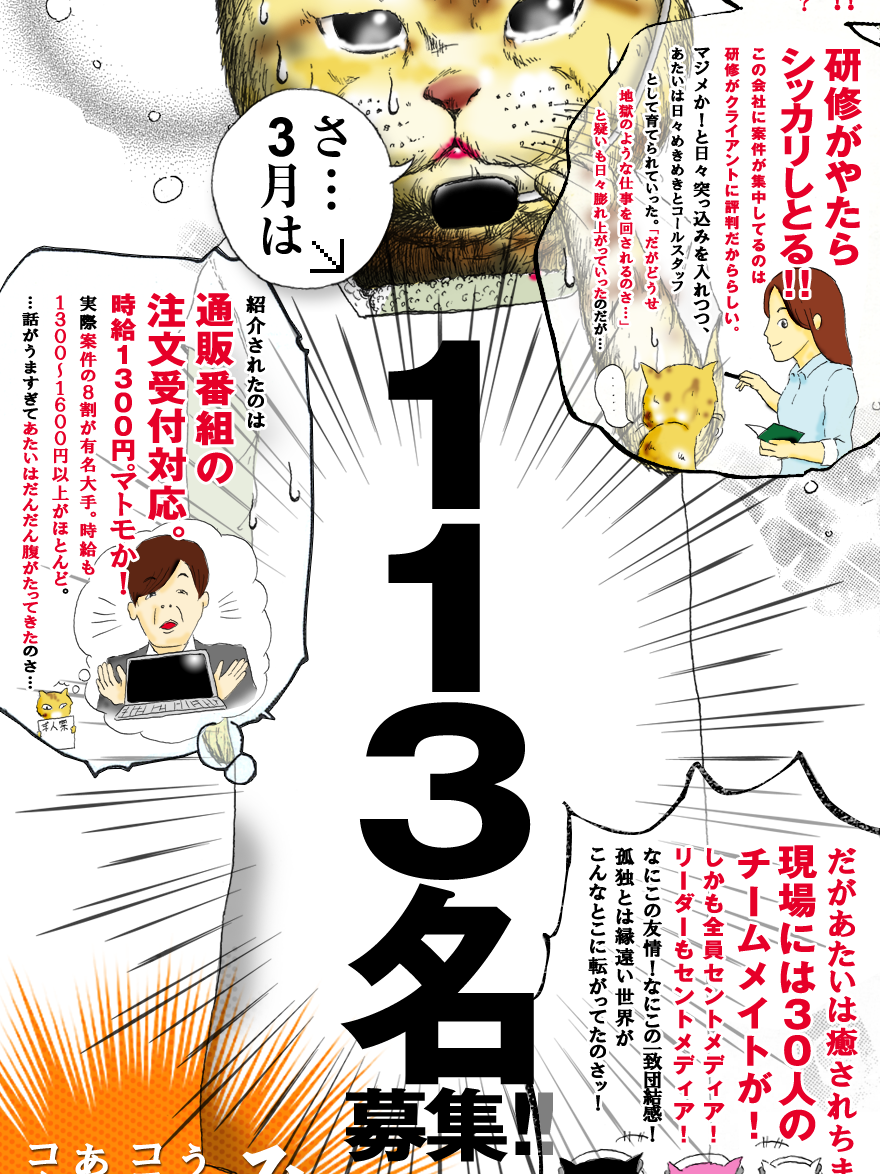 研修がやたら
シッカリしとる!!
この会社に案件が集中してるのは
研修がクライアントに評判だかららしい。
マジメか!と日々突っ込みを入れつつ、
あたいは日々めきめきとコールスタッフ
として育てられていった。「だがどうせ
地獄のような仕事を回されるのさ…」
と疑いも日々膨れ上がっていったのだが…
……
さ…
3月は
113名
募集!!
紹介されたのは
通販番組の
注文受付対応。
時給1300円。マトモか!
実際案件の8割が有名大手。時給も
1300〜1600円以上がほとんど。
…話がうますぎてあたいはだんだん腹がたってきたのさ…
求人票
だがあたいは癒されちま
現場には30人の
チームメイトが!
しかも全員セントメディア!
リーダーもセントメディア!
なにこの友情!なにこの一致団結感!
孤独とは縁遠い世界が
こんなとこに転がってたのさッ!